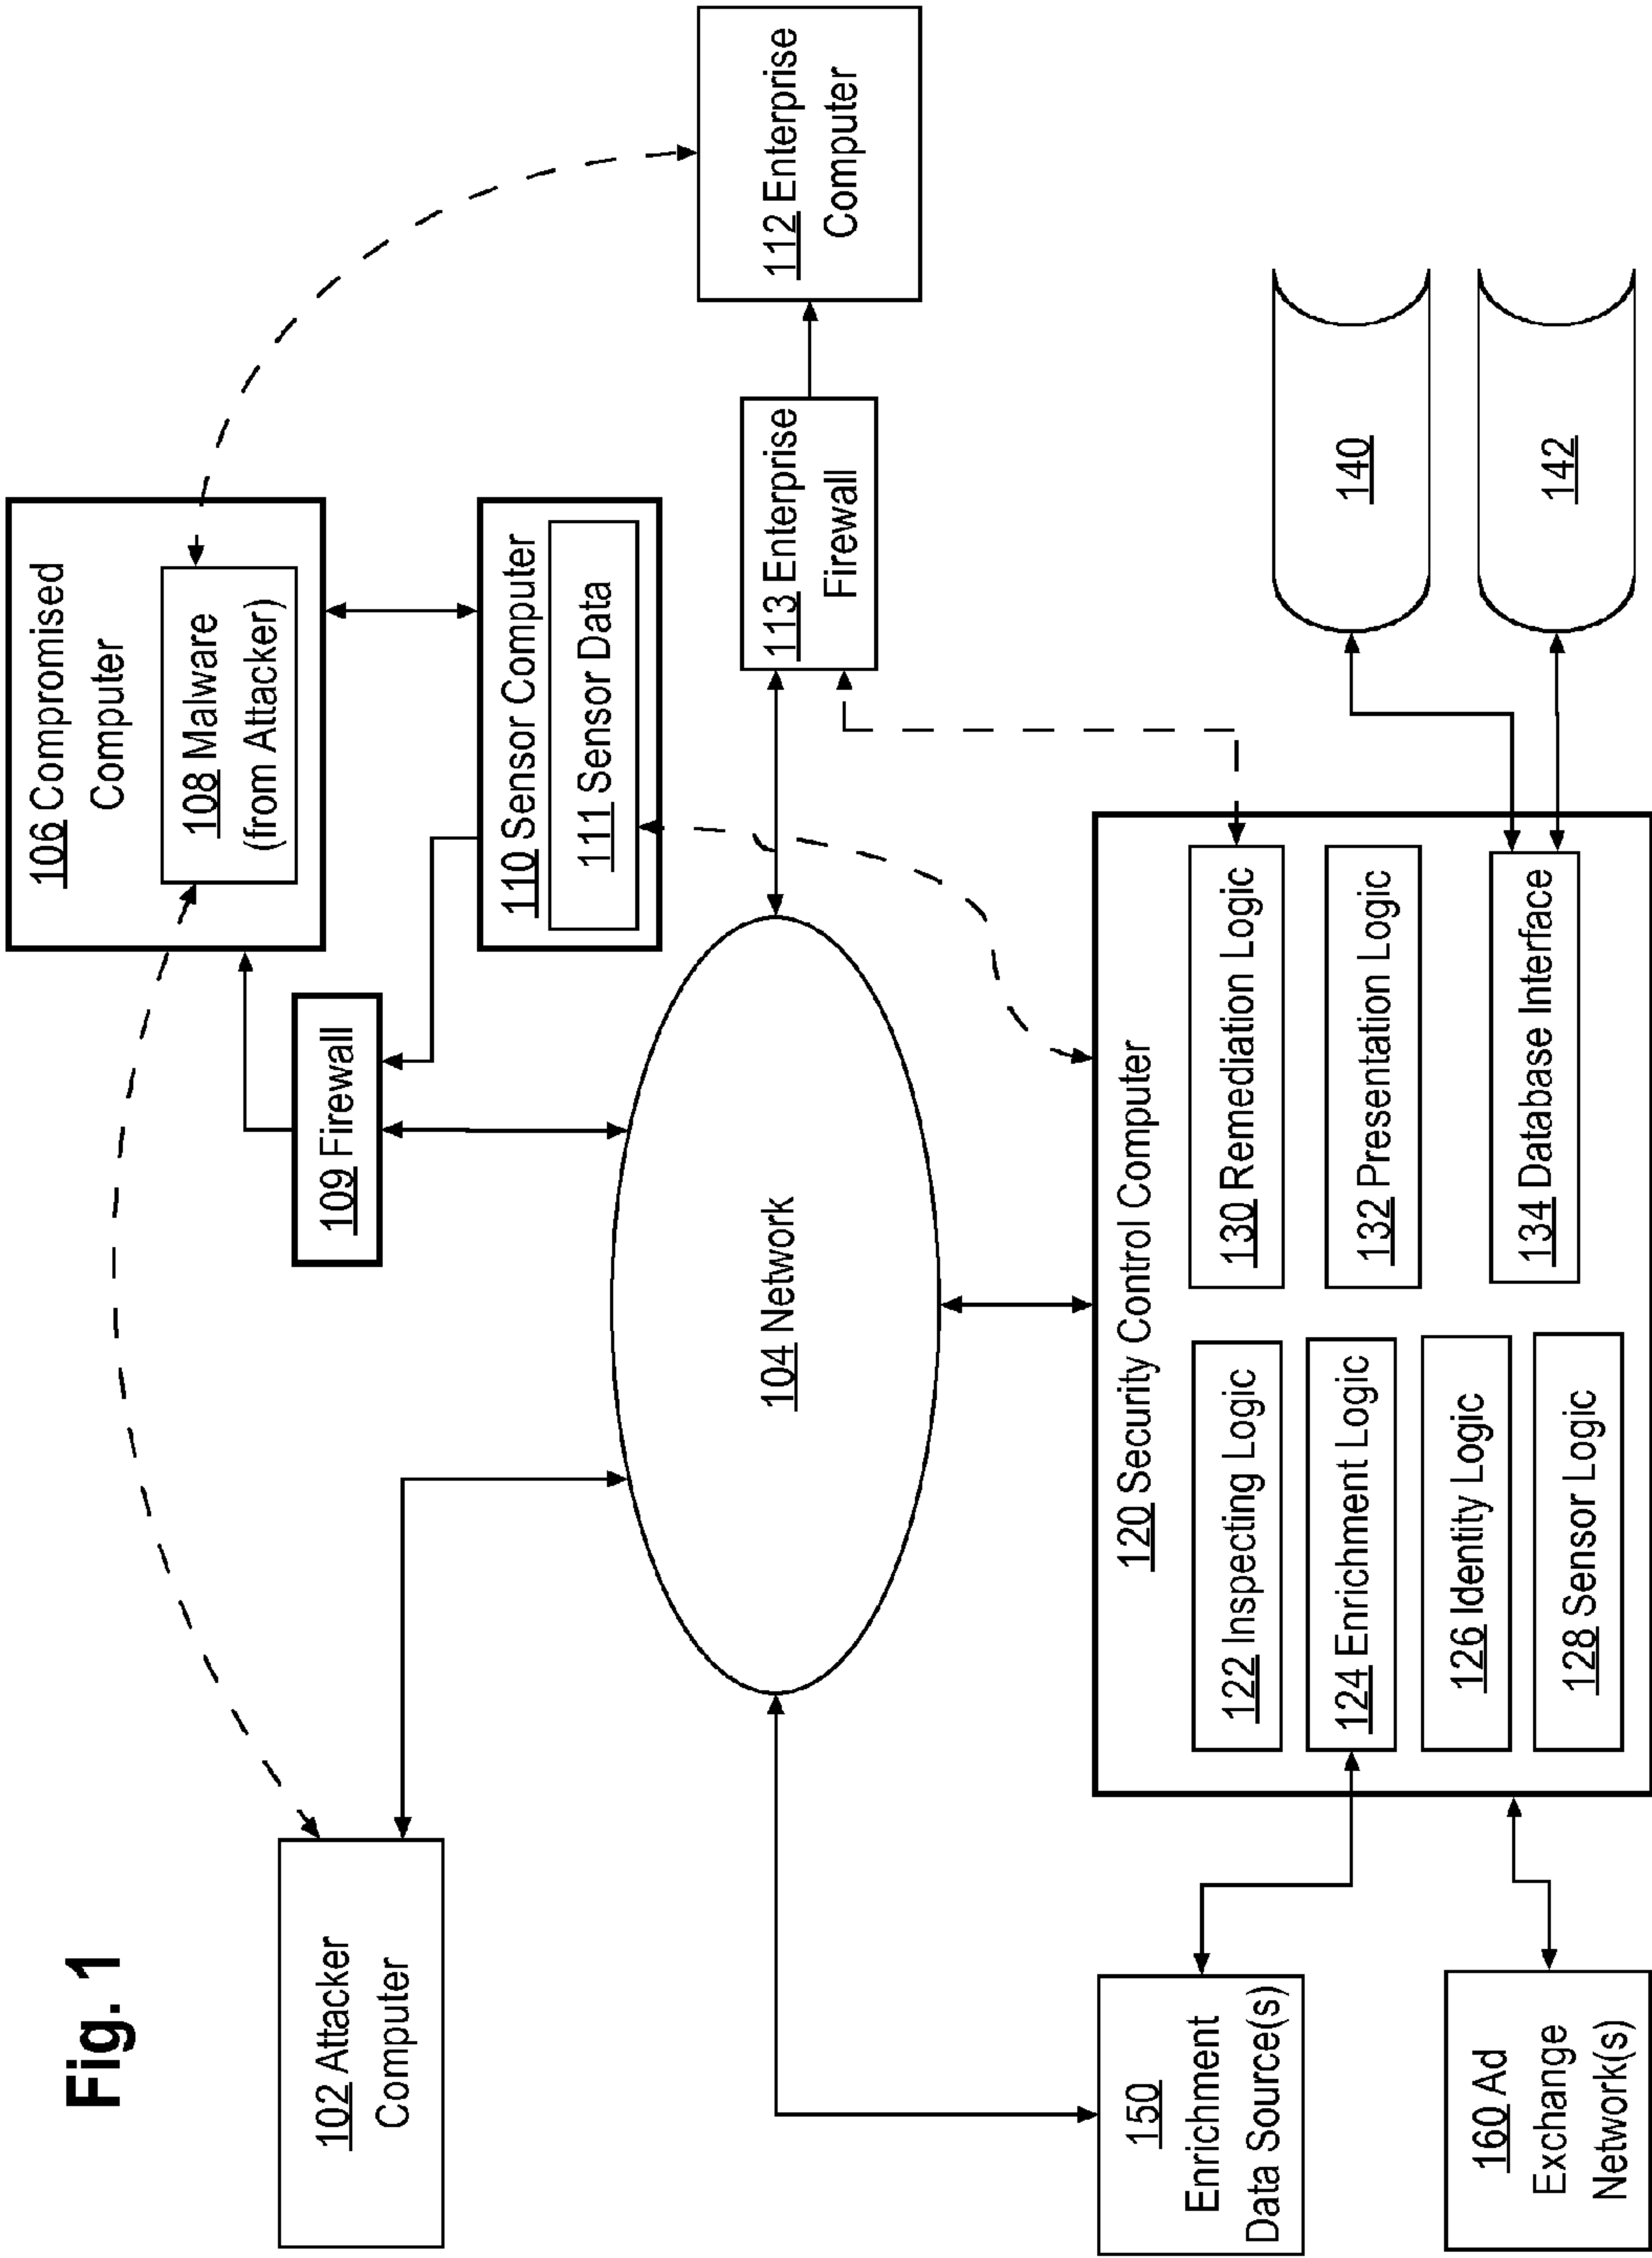 Fig. 1
102 Attacker
Computer
106 Compromised
Computer
108 Malware
(from Attacker)
109 Firewall
110 Sensor Computer
111 Sensor Data
104 Network
113 Enterprise
Firewall
112 Enterprise
Computer
120 Security Control Computer
122 Inspecting Logic
124 Enrichment Logic
126 Identity Logic
128 Sensor Logic
130 Remediation Logic
132 Presentation Logic
134 Database Interface
140
142
150
Enrichment
Data Source(s)
160 Ad
Exchange
Network(s)